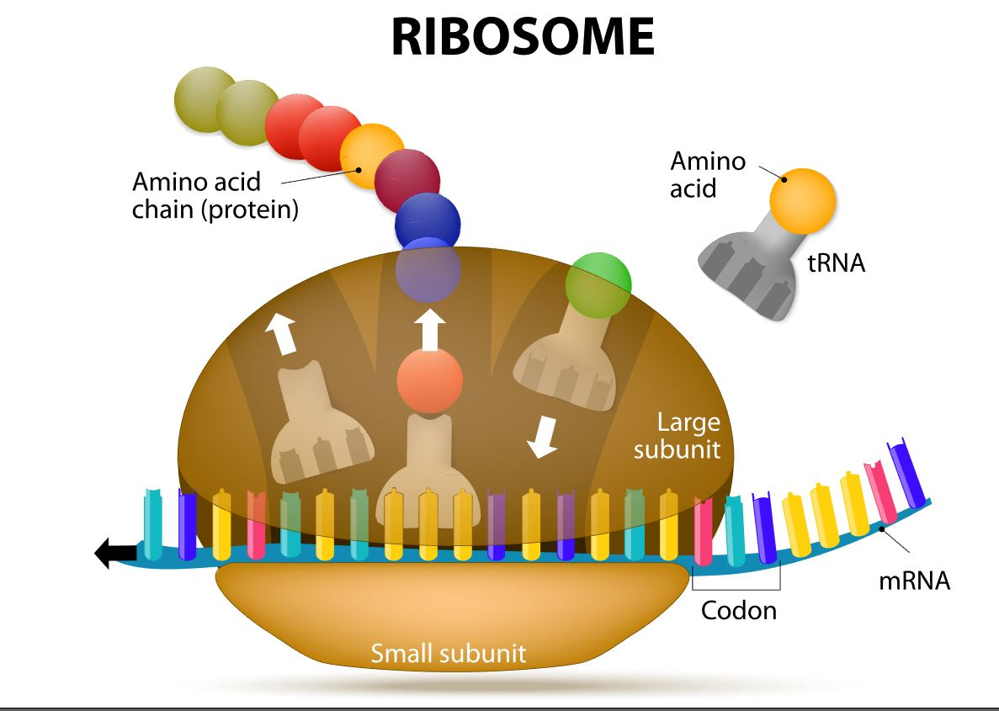 RIBOSOME
Amino acid
chain (protein)
Amino
acid
tRNA
Large
subunit
mRNA
Codon
Small subunit